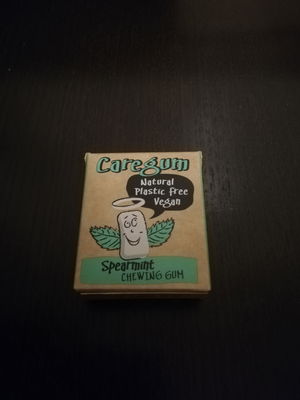 Caregum
Natural
Plastic free
Vegan
Spearmint
CHEWING GUM